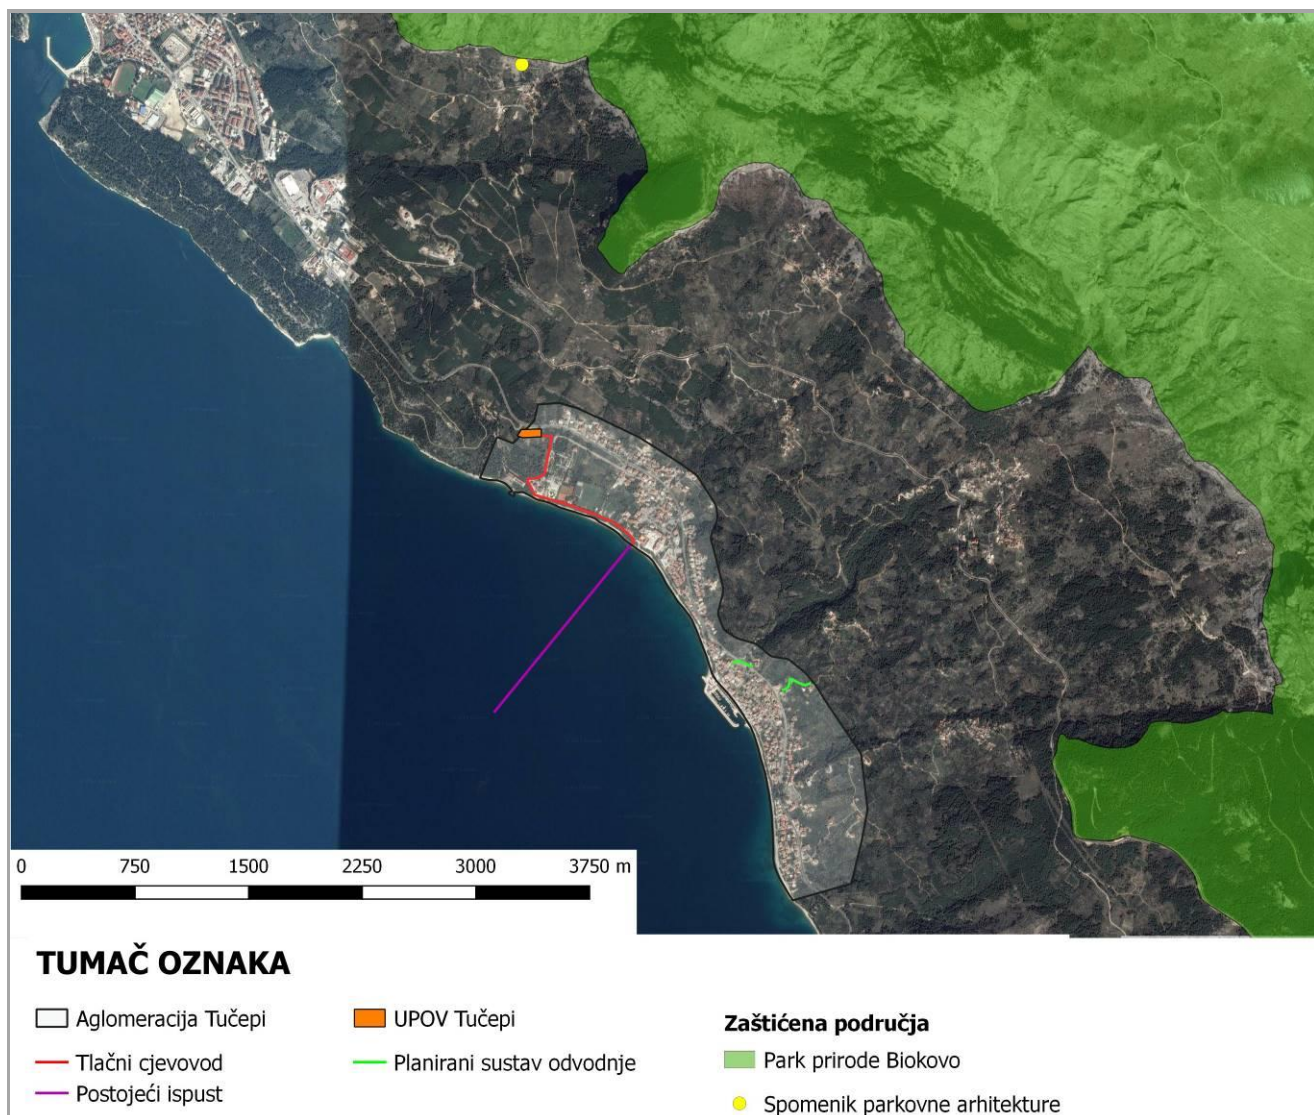 0 750 1500 2250 3000 3750 m
TUMAČ OZNAKA
Aglomeracija Tučepi
UPOV Tučepi
Tlačni cjevovod
Planirani sustav odvodnje
Postojeći ispust
Zaštićena područja
Park prirode Biokovo
Spomenik parkovne arhitekture